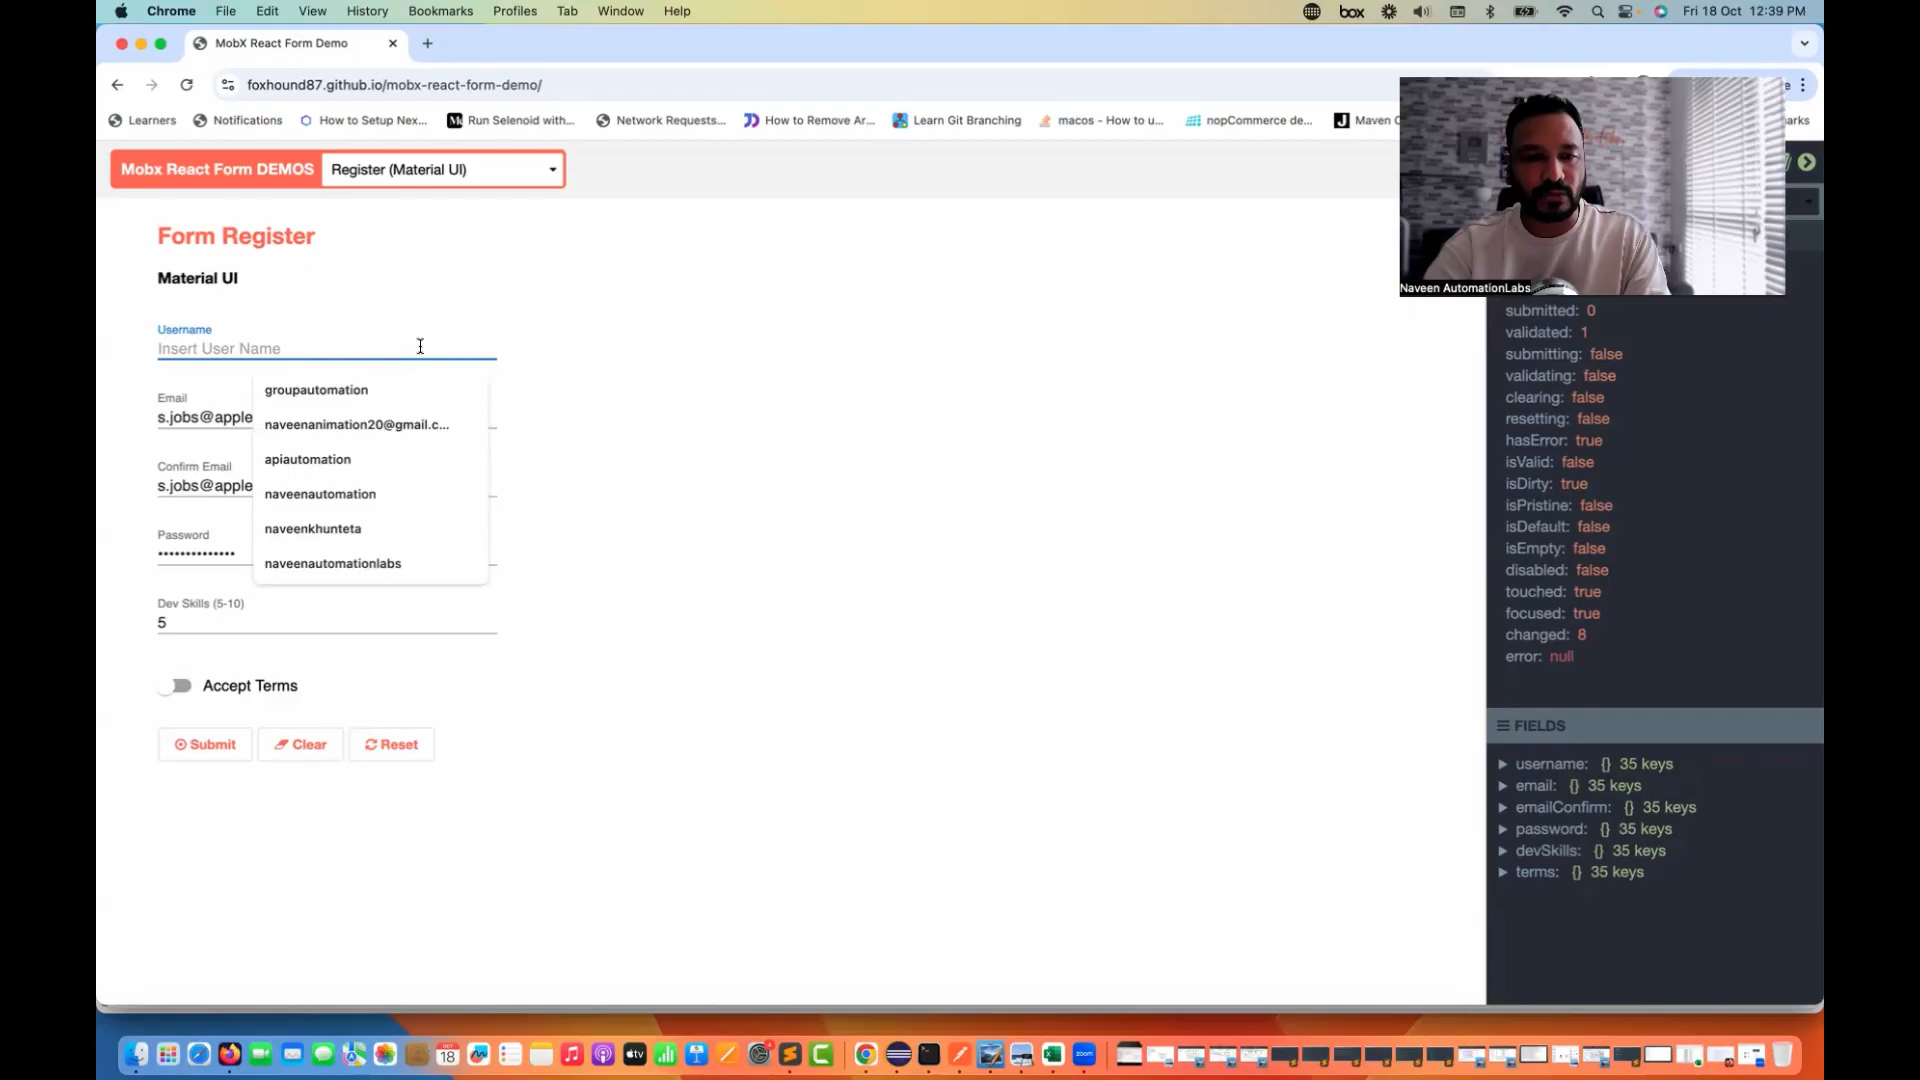 Chrome File Edit View History Bookmarks Profiles Tab Window Help box Fri 18 Oct 12:39 PM
MobX React Form Demo
foxhound87.github.io/mobx-react-form-demo/
Learners Notifications How to Setup Nex... Run Selenoid with... Network Requests... How to Remove Ar... Learn Git Branching macos - How to u... nopCommerce de... Maven C
Mobx React Form DEMOS Register (Material UI)
Form Register
Material UI
Username
Insert User Name
groupautomation
naveenanimation20@gmail.c...
apiautomation
naveenautomation
naveenkhunteta
naveenautomationlabs
Email
s.jobs@apple
Confirm Email
s.jobs@apple
Password
••••••••••••••
Dev Skills (5-10)
5
Accept Terms
Submit Clear Reset
Naveen AutomationLabs
submitted: 0
validated: 1
submitting: false
validating: false
clearing: false
resetting: false
hasError: true
isValid: false
isDirty: true
isPristine: false
isDefault: false
isEmpty: false
disabled: false
touched: true
focused: true
changed: 8
error: null
FIELDS
username: {} 35 keys
email: {} 35 keys
emailConfirm: {} 35 keys
password: {} 35 keys
devSkills: {} 35 keys
terms: {} 35 keys
OCT
18
tv
zoom